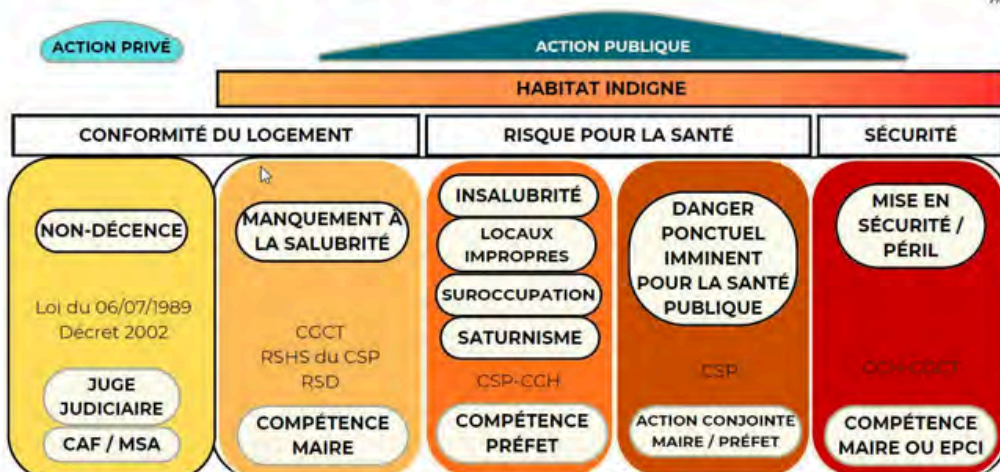 ACTION PRIVÉ
ACTION PUBLIQUE
HABITAT INDIGNE
CONFORMITÉ DU LOGEMENT
RISQUE POUR LA SANTÉ
SÉCURITÉ
NON-DÉCENCE
Loi du 06/07/1989
Décret 2002
JUGE
JUDICIAIRE
CAF / MSA
MANQUEMENT À
LA SALUBRITÉ
CGCT
RSHS du CSP
RSD
COMPÉTENCE
MAIRE
INSALUBRITÉ
LOCAUX
IMPROPRES
SUROCCUPATION
SATURNISME
CSP-CCH
COMPÉTENCE
PRÉFET
DANGER
PONCTUEL
IMMINENT
POUR LA SANTÉ
PUBLIQUE
CSP
ACTION CONJOINTE
MAIRE / PRÉFET
MISE EN
SÉCURITÉ /
PÉRIL
CCH-CGCT
COMPÉTENCE
MAIRE OU EPCI